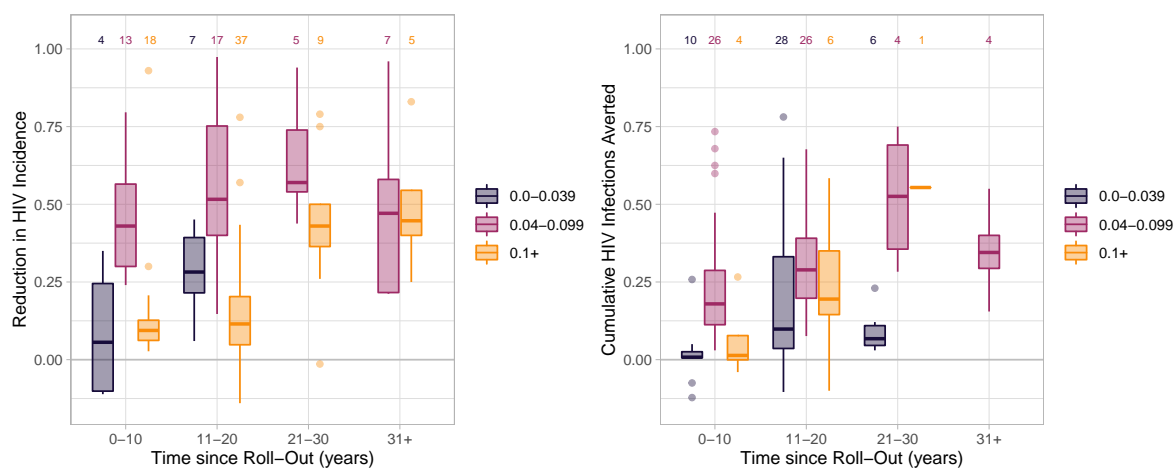 4 13 18 7 17 37 5 9 7 5
1.00
0.75
0.50
0.25
0.00
Reduction in HIV Incidence
0–10 11–20 21–30 31+
Time since Roll−Out (years)
0.0−0.039
0.04−0.099
0.1+
10 26 4 28 26 6 6 4 1 4
1.00
0.75
0.50
0.25
0.00
Cumulative HIV Infections Averted
0–10 11–20 21–30 31+
Time since Roll−Out (years)
0.0−0.039
0.04−0.099
0.1+